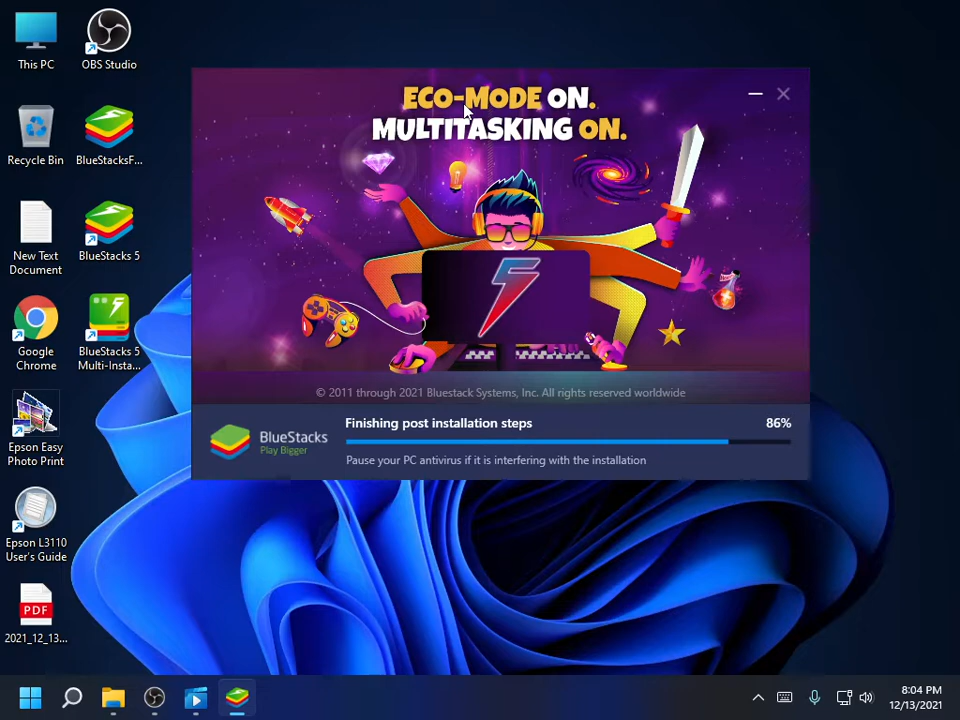 This PC
OBS Studio
Recycle Bin
BlueStacksF...
New Text
Document
BlueStacks 5
Google
Chrome
BlueStacks 5
Multi-Insta...
Epson Easy
Photo Print
Epson L3110
User's Guide
PDF
2021_12_13...
ECO-MODE ON.
MULTITASKING ON.
© 2011 through 2021 Bluestack Systems, Inc. All rights reserved worldwide
BlueStacks
Play Bigger
Finishing post installation steps
86%
Pause your PC antivirus if it is interfering with the installation
8:04 PM
12/13/2021